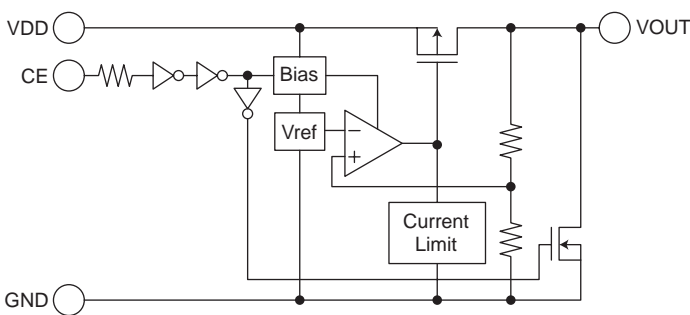 VDD
VOUT
CE
Bias
Vref
−
+
Current
Limit
GND